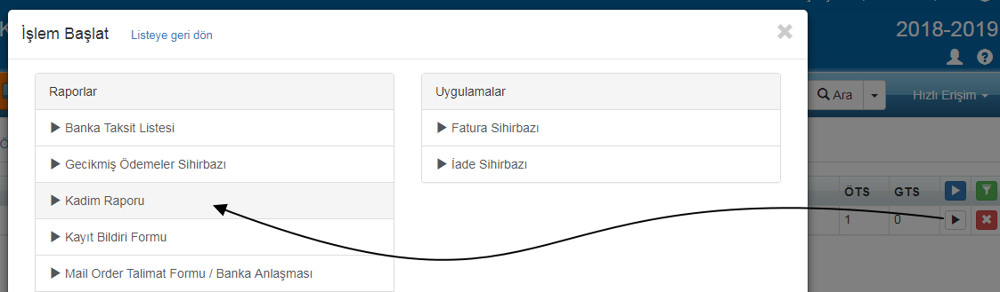 İşlem Başlat Listeye geri dön
2018-2019
Raporlar
Banka Taksit Listesi
Gecikmiş Ödemeler Sihirbazı
Kadim Raporu
Kayıt Bildiri Formu
Mail Order Talimat Formu / Banka Anlaşması
Uygulamalar
Fatura Sihirbazı
İade Sihirbazı
Ara
Hızlı Erişim
ÖTS GTS
1 0